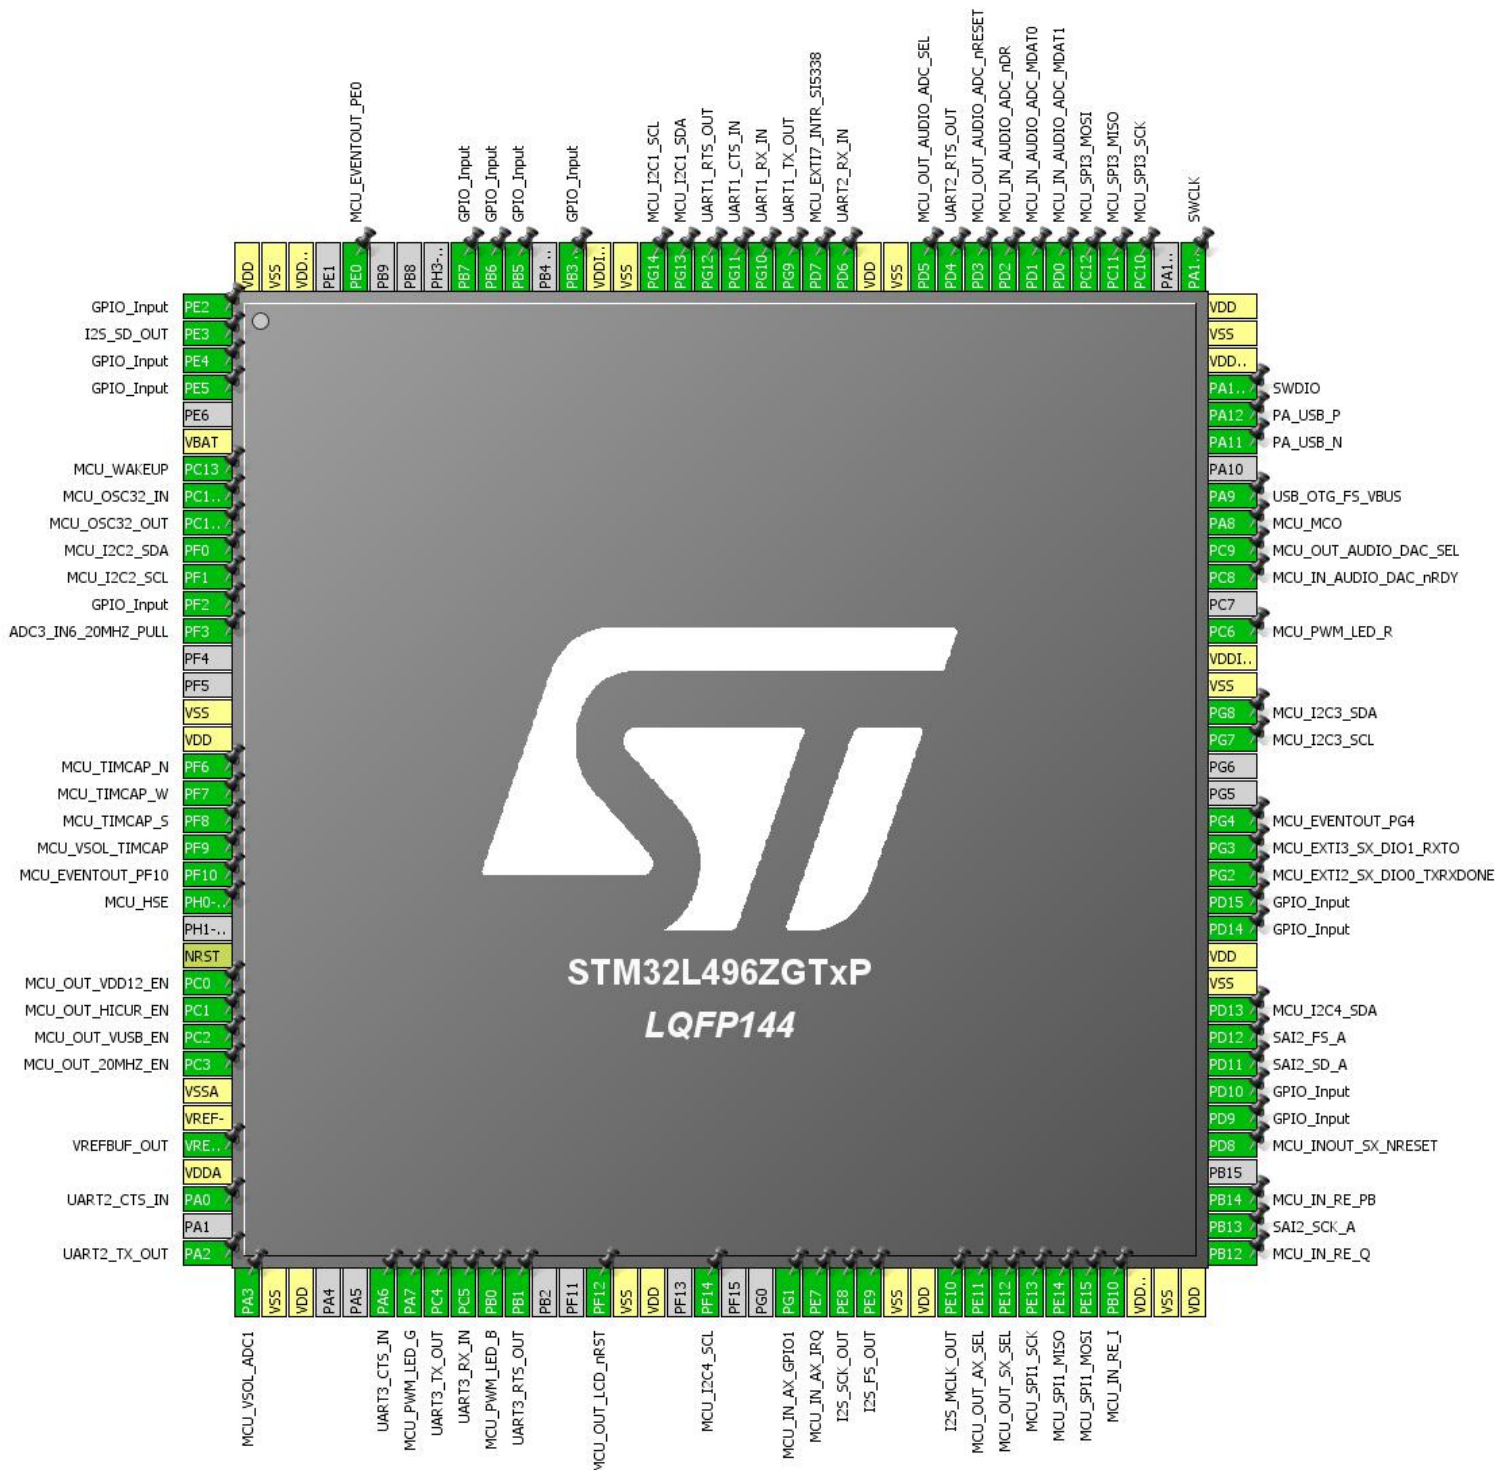 MCU_EVENTOUT_PE0
GPIO_Input
GPIO_Input
GPIO_Input
GPIO_Input
MCU_I2C1_SCL
MCU_I2C1_SDA
UART1_RTS_OUT
UART1_CTS_IN
UART1_RX_IN
UART1_TX_OUT
MCU_EXTI7_INTR_SI5338
UART2_RX_IN
MCU_OUT_AUDIO_ADC_SEL
UART2_RTS_OUT
MCU_OUT_AUDIO_ADC_nRESET
MCU_IN_AUDIO_ADC_nDR
MCU_IN_AUDIO_ADC_MDAT0
MCU_IN_AUDIO_ADC_MDAT1
MCU_SPI3_MOSI
MCU_SPI3_MISO
MCU_SPI3_SCK
SWCLK
VDD
VSS
VDD..
PE1
PE0
PB9
PB8
PH3-..
PB7
PB6
PB5
PB4 ..
PB3 ..
VDDI..
VSS
PG14
PG13
PG12
PG11
PG10
PG9
PD7
PD6
VDD
VSS
PD5
PD4
PD3
PD2
PD1
PD0
PC12
PC11
PC10
PA1..
PA1..
GPIO_Input PE2
I2S_SD_OUT PE3
GPIO_Input PE4
GPIO_Input PE5
PE6
VBAT
MCU_WAKEUP PC13
MCU_OSC32_IN PC1..
MCU_OSC32_OUT PC1..
MCU_I2C2_SDA PF0
MCU_I2C2_SCL PF1
GPIO_Input PF2
ADC3_IN6_20MHZ_PULL PF3
PF4
PF5
VSS
VDD
MCU_TIMCAP_N PF6
MCU_TIMCAP_W PF7
MCU_TIMCAP_S PF8
MCU_VSOL_TIMCAP PF9
MCU_EVENTOUT_PF10 PF10
MCU_HSE PH0-..
PH1-..
NRST
MCU_OUT_VDD12_EN PC0
MCU_OUT_HICUR_EN PC1
MCU_OUT_VUSB_EN PC2
MCU_OUT_20MHZ_EN PC3
VSSA
VREF-
VREFBUF_OUT VRE..
VDDA
UART2_CTS_IN PA0
PA1
UART2_TX_OUT PA2
ST
STM32L496ZGTxP
LQFP144
VDD
VSS
VDD..
PA1.. SWDIO
PA12 PA_USB_P
PA11 PA_USB_N
PA10
PA9 USB_OTG_FS_VBUS
PA8 MCU_MCO
PC9 MCU_OUT_AUDIO_DAC_SEL
PC8 MCU_IN_AUDIO_DAC_nRDY
PC7
PC6 MCU_PWM_LED_R
VDDI..
VSS
PG8 MCU_I2C3_SDA
PG7 MCU_I2C3_SCL
PG6
PG5
PG4 MCU_EVENTOUT_PG4
PG3 MCU_EXTI3_SX_DIO1_RXTO
PG2 MCU_EXTI2_SX_DIO0_TXRXDONE
PD15 GPIO_Input
PD14 GPIO_Input
VDD
VSS
PD13 MCU_I2C4_SDA
PD12 SAI2_FS_A
PD11 SAI2_SD_A
PD10 GPIO_Input
PD9 GPIO_Input
PD8 MCU_INOUT_SX_NRESET
PB15
PB14 MCU_IN_RE_PB
PB13 SAI2_SCK_A
PB12 MCU_IN_RE_Q
PA3
VSS
VDD
PA4
PA5
PA6
PA7
PC4
PC5
PB0
PB1
PB2
PF11
PF12
VSS
VDD
PF13
PF14
PF15
PG0
PG1
PE7
PE8
PE9
VSS
VDD
PE10
PE11
PE12
PE13
PE14
PE15
PB10
VDD..
VSS
VDD
MCU_VSOL_ADC1
UART3_CTS_IN
MCU_PWM_LED_G
UART3_TX_OUT
UART3_RX_IN
MCU_PWM_LED_B
UART3_RTS_OUT
MCU_OUT_LCD_nRST
MCU_I2C4_SCL
MCU_IN_AX_GPIO1
MCU_IN_AX_IRQ
I2S_SCK_OUT
I2S_FS_OUT
I2S_MCLK_OUT
MCU_OUT_AX_SEL
MCU_OUT_SX_SEL
MCU_SPI1_SCK
MCU_SPI1_MISO
MCU_SPI1_MOSI
MCU_IN_RE_I